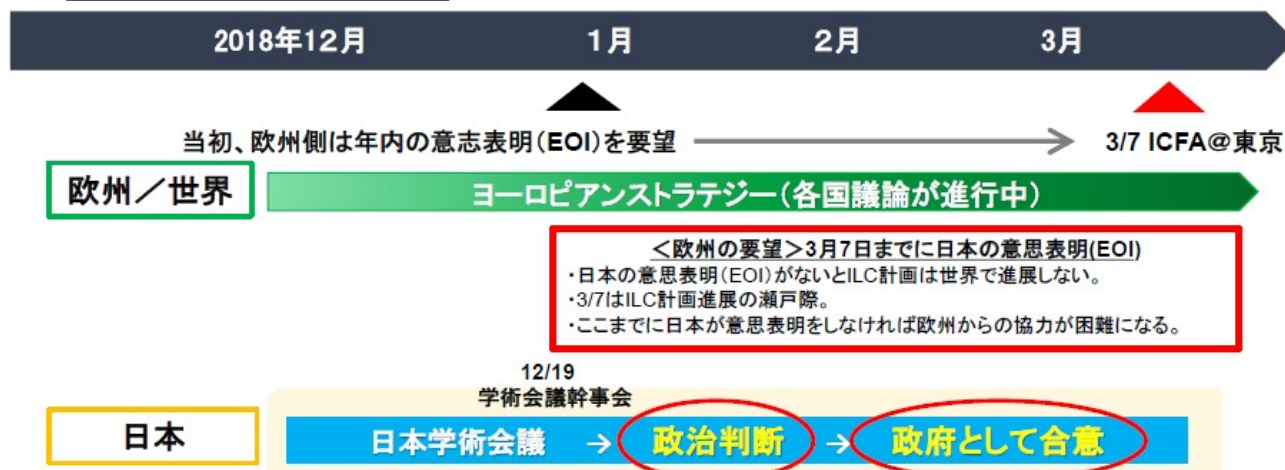 2018年12月 1月 2月 3月
当初、欧州側は年内の意志表明(EOI)を要望 3/7 ICFA@東京
欧州／世界 ヨーロピアンストラテジー(各国議論が進行中)
＜欧州の要望＞3月7日までに日本の意思表明(EOI)
・日本の意思表明(EOI)がないとILC計画は世界で進展しない。
・3/7はILC計画進展の瀬戸際。
・ここまでに日本が意思表明をしなければ欧州からの協力が困難になる。
12/19
学術会議幹事会
日本 日本学術会議 → 政治判断 → 政府として合意